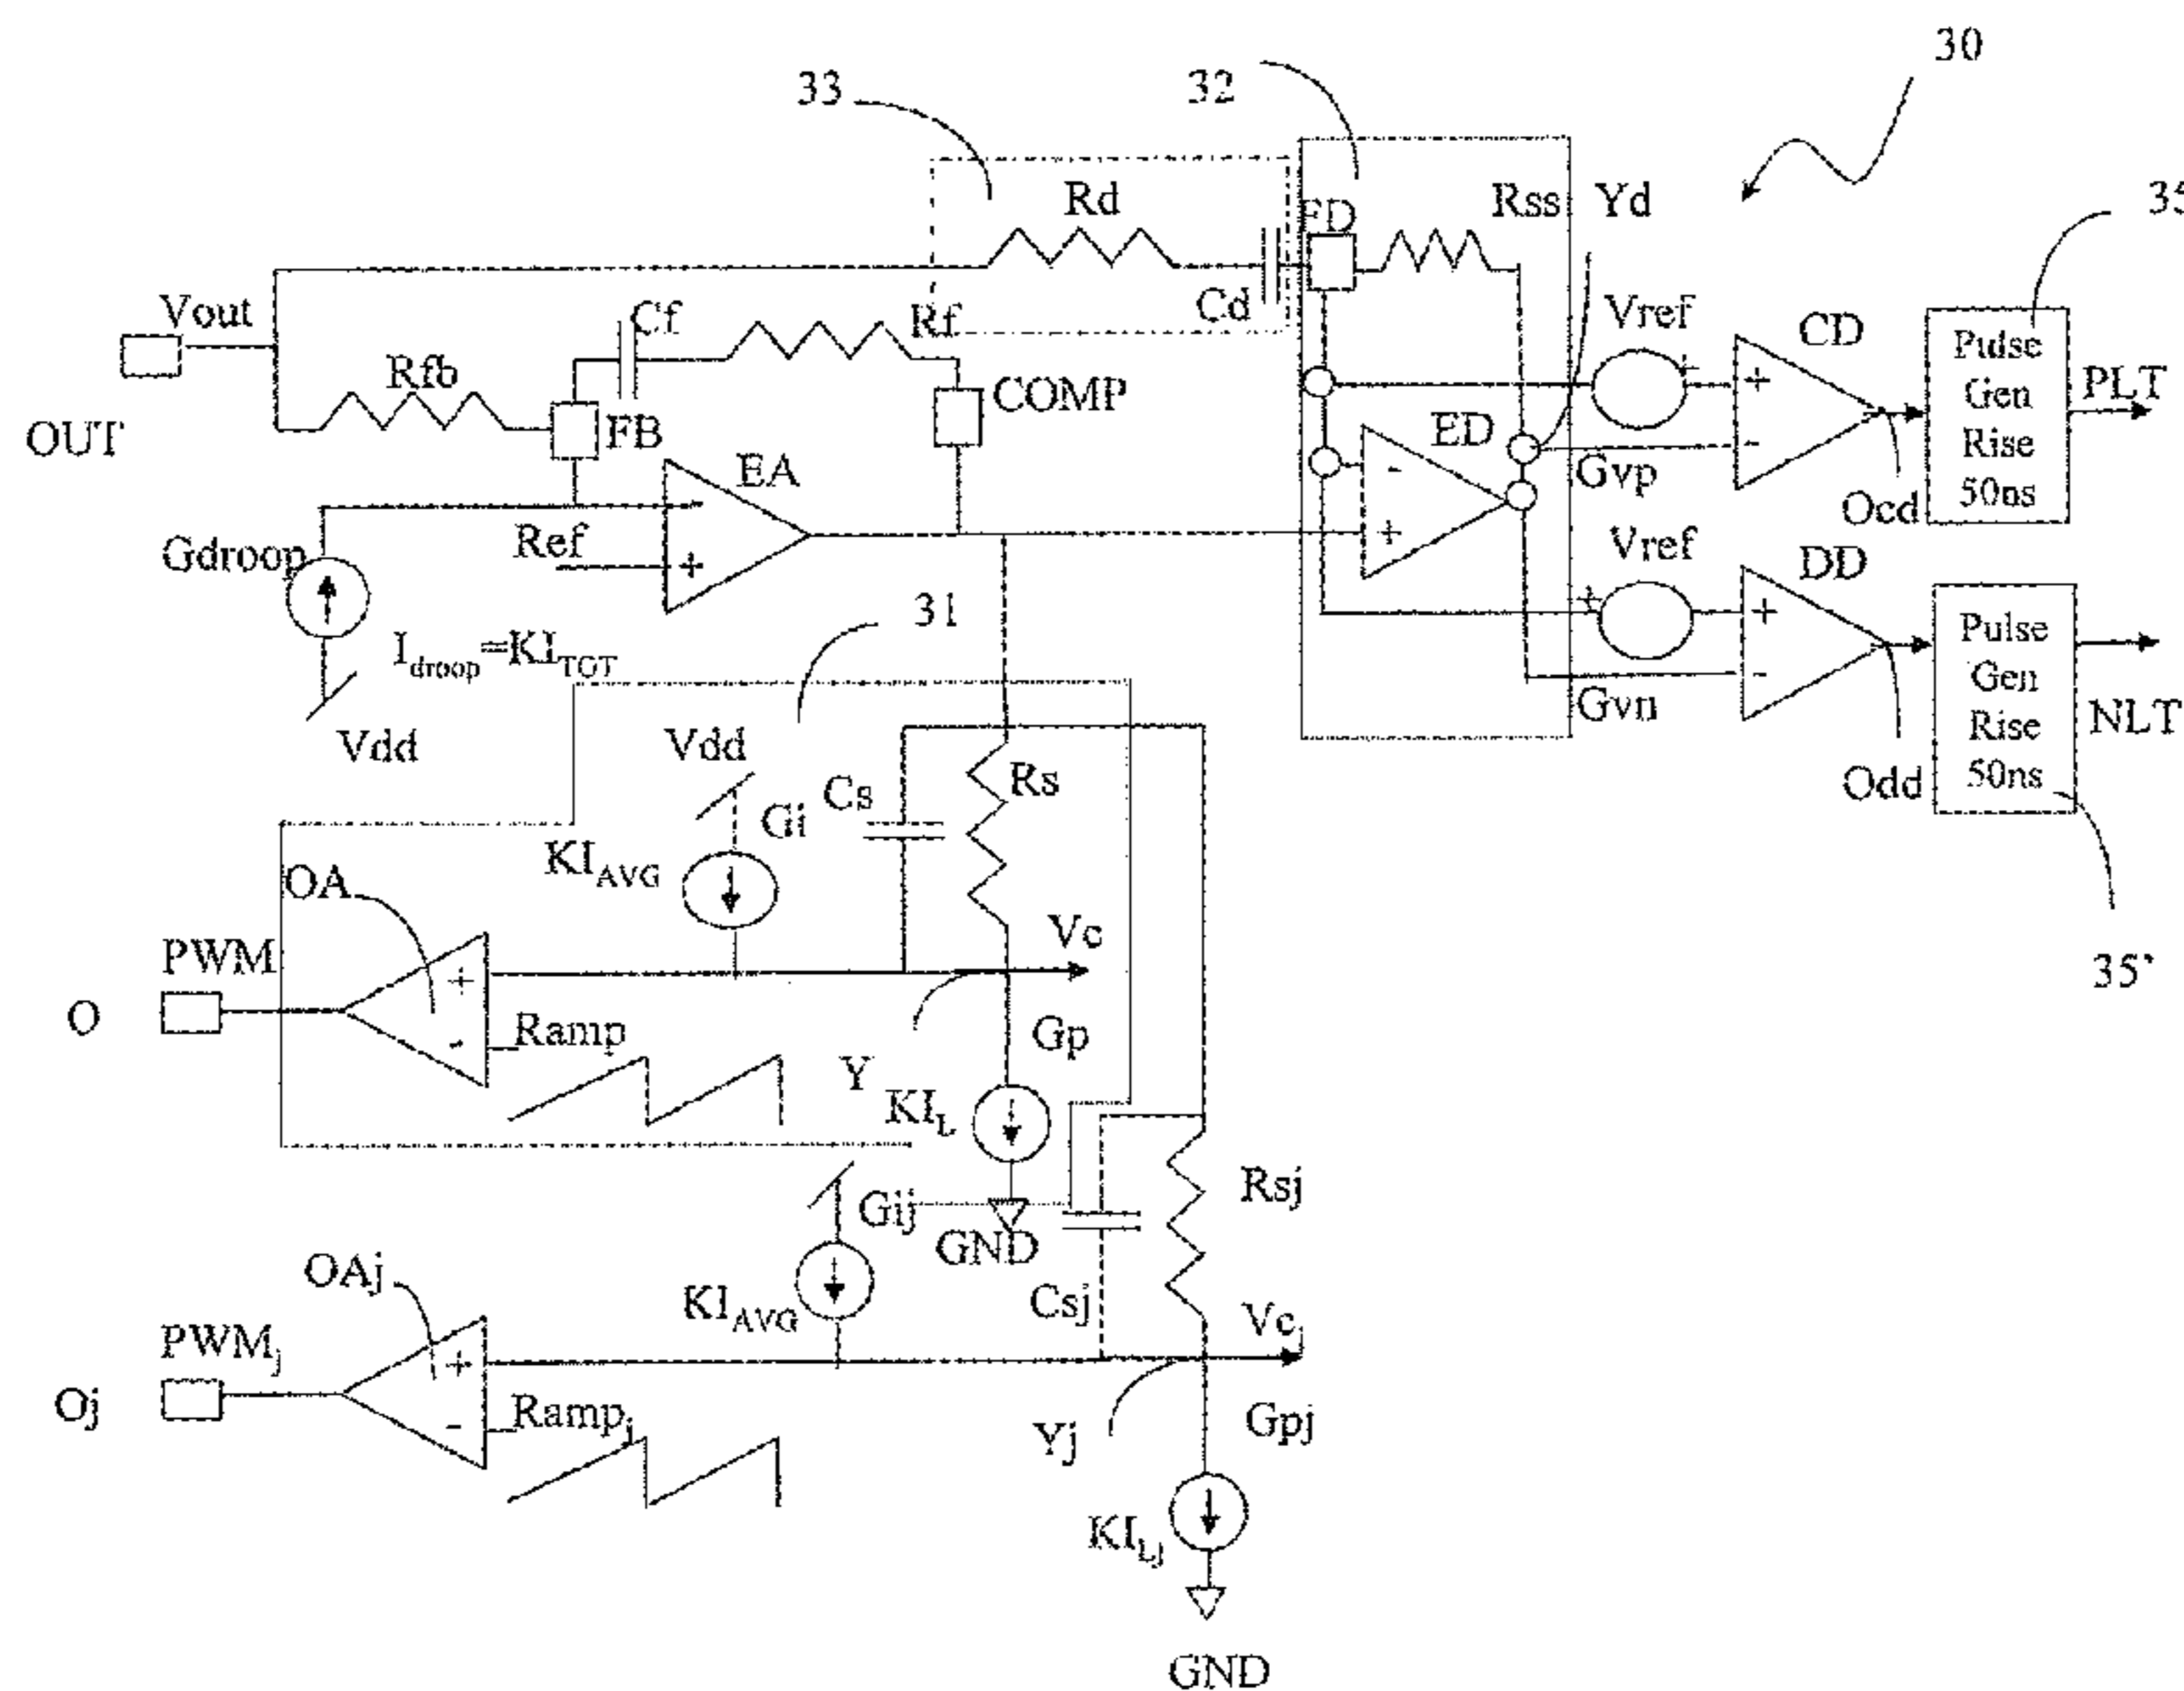 30
33
32
35
Rd
FD
Rss
Yd
Vout
Cf
Rf
Cd
Vref
+
CD
Pulse
Gen
Rise
50ns
PLT
Rfb
COMP
+
-
OUT
FB
EA
ED
-
Gvp
Ocd
-
Gdroop
Ref
+
+
Vref
DD
+
+
Pulse
Gen
Rise
50ns
NLT
Idroop=KITGT
31
-
Gvn
Odd
Vdd
Vdd
Cs
Rs
Gi
KIAVG
OA
Vc
35'
PWM
+
O
-
Ramp
Gp
Y
KIL
Gij
GND
Rsj
OAj
KIAVG
Csj
Vcj
PWMj
+
Oj
-
Rampj
Yj
Gpj
KILj
GND